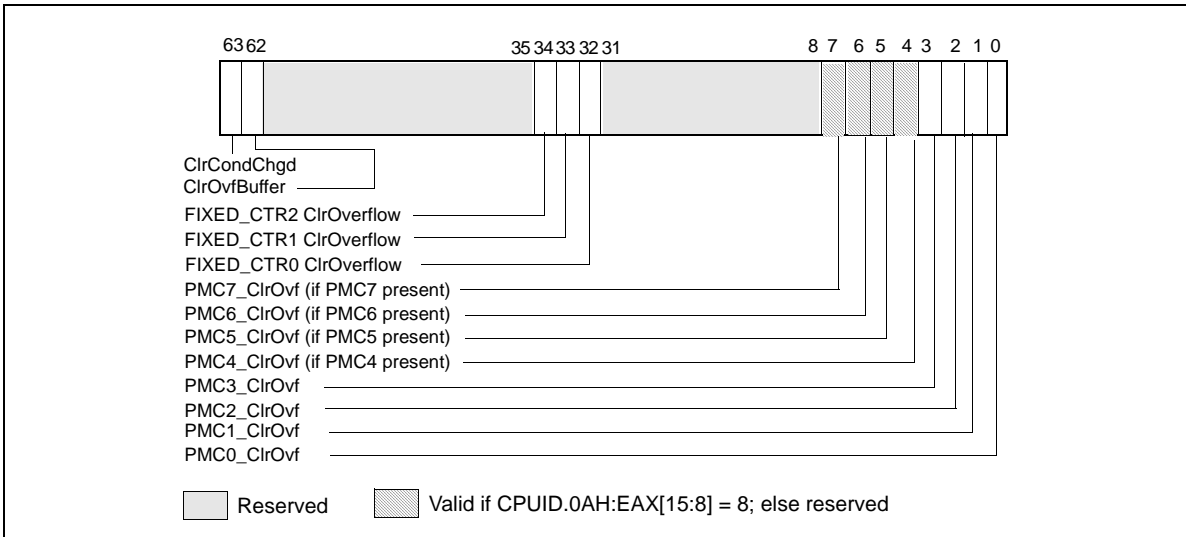 63 62 35 34 33 32 31 8 7 6 5 4 3 2 1 0
ClrCondChgd
ClrOvfBuffer
FIXED_CTR2 ClrOverflow
FIXED_CTR1 ClrOverflow
FIXED_CTR0 ClrOverflow
PMC7_ClrOvf (if PMC7 present)
PMC6_ClrOvf (if PMC6 present)
PMC5_ClrOvf (if PMC5 present)
PMC4_ClrOvf (if PMC4 present)
PMC3_ClrOvf
PMC2_ClrOvf
PMC1_ClrOvf
PMC0_ClrOvf
Reserved Valid if CPUID.0AH:EAX[15:8] = 8; else reserved